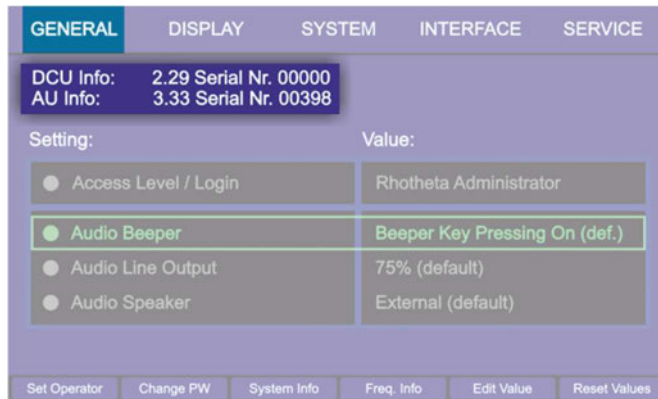 GENERAL DISPLAY SYSTEM INTERFACE SERVICE
DCU Info: 2.29 Serial Nr. 00000
AU Info: 3.33 Serial Nr. 00398
Setting: Value:
Access Level / Login Rhotheta Administrator
Audio Beeper Beeper Key Pressing On (def.)
Audio Line Output 75% (default)
Audio Speaker External (default)
Set Operator Change PW System Info Freq. Info Edit Value Reset Values